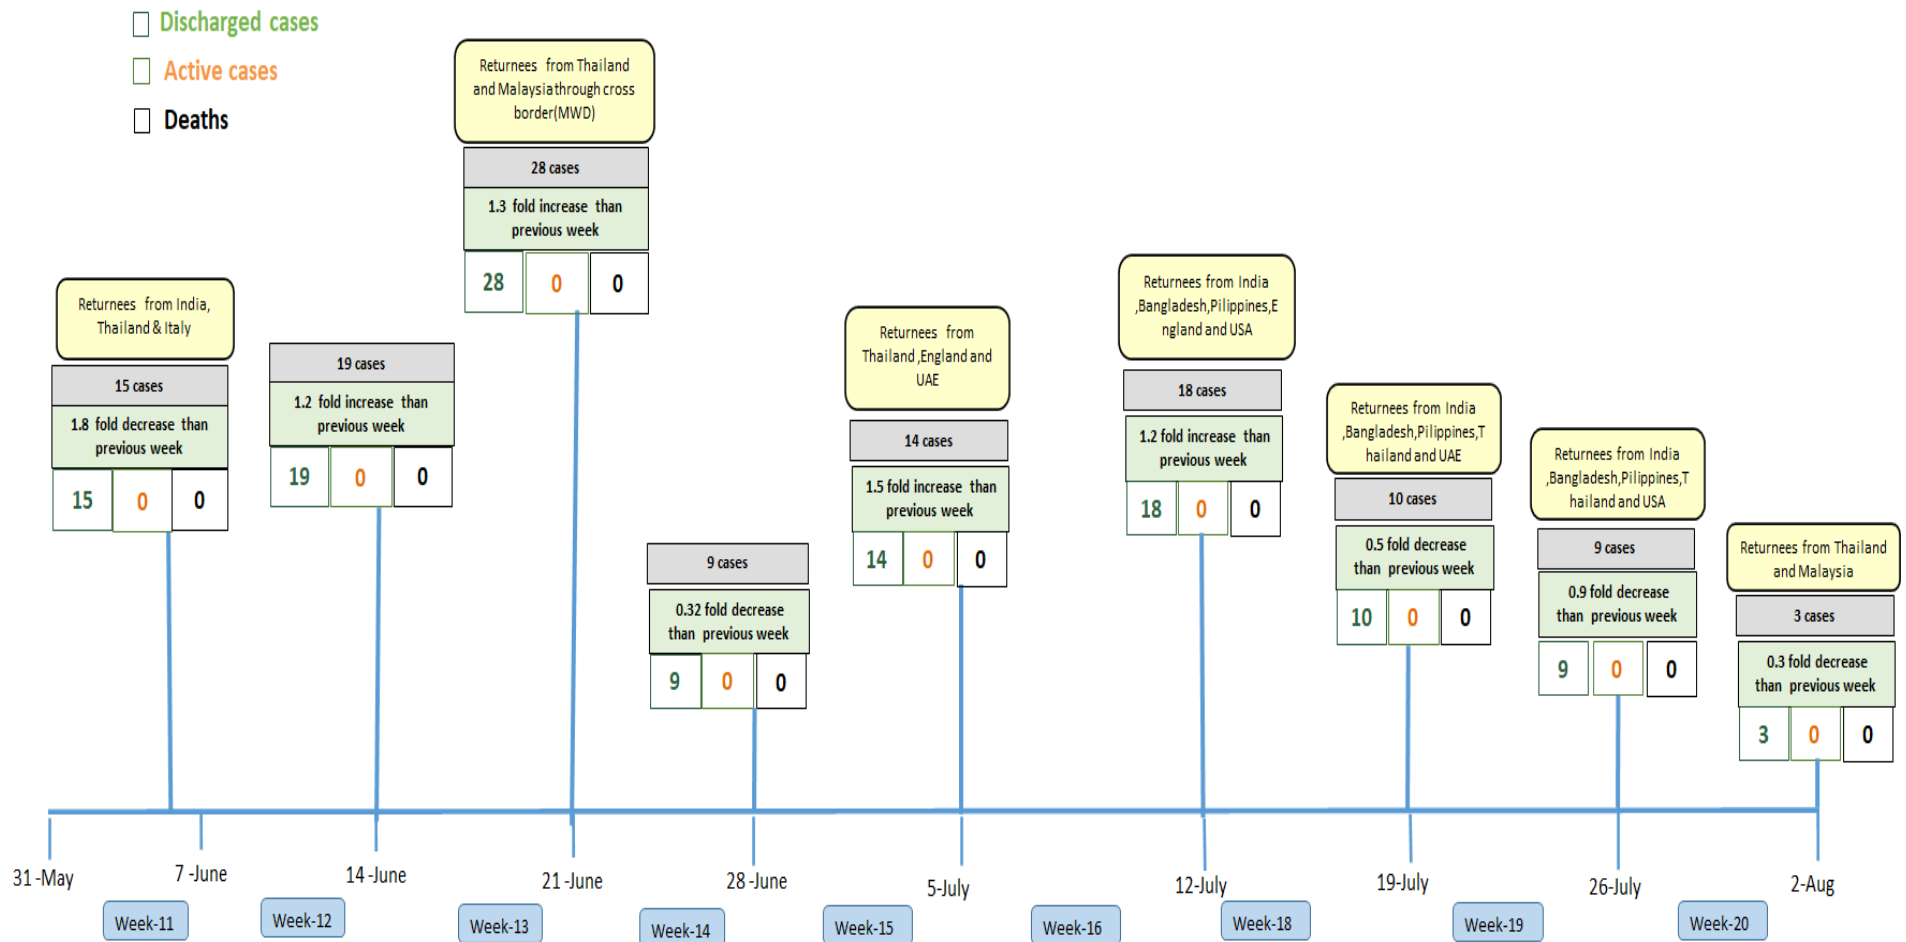 Discharged cases
Active cases
Deaths
Returnees from India,
Thailand & Italy
15 cases
1.8 fold decrease than
previous week
15 0 0
19 cases
1.2 fold increase than
previous week
19 0 0
Returnees from Thailand
and Malaysiathrough cross
border(MWD)
28 cases
1.3 fold increase than
previous week
28 0 0
9 cases
0.32 fold decrease
than previous week
9 0 0
Returnees from
Thailand ,England and
UAE
14 cases
1.5 fold increase than
previous week
14 0 0
Returnees from India
,Bangladesh,Pilippines,E
ngland and USA
18 cases
1.2 fold increase than
previous week
18 0 0
Returnees from India
,Bangladesh,Pilippines,T
hailand and UAE
10 cases
0.5 fold decrease
than previous week
10 0 0
Returnees from India
,Bangladesh,Pilippines,T
hailand and USA
9 cases
0.9 fold decrease
than previous week
9 0 0
Returnees from Thailand
and Malaysia
3 cases
0.3 fold decrease
than previous week
3 0 0
31 -May 7 -June 14 -June 21 -June 28 -June 5-July 12-July 19-July 26-July 2-Aug
Week-11 Week-12 Week-13 Week-14 Week-15 Week-16 Week-18 Week-19 Week-20